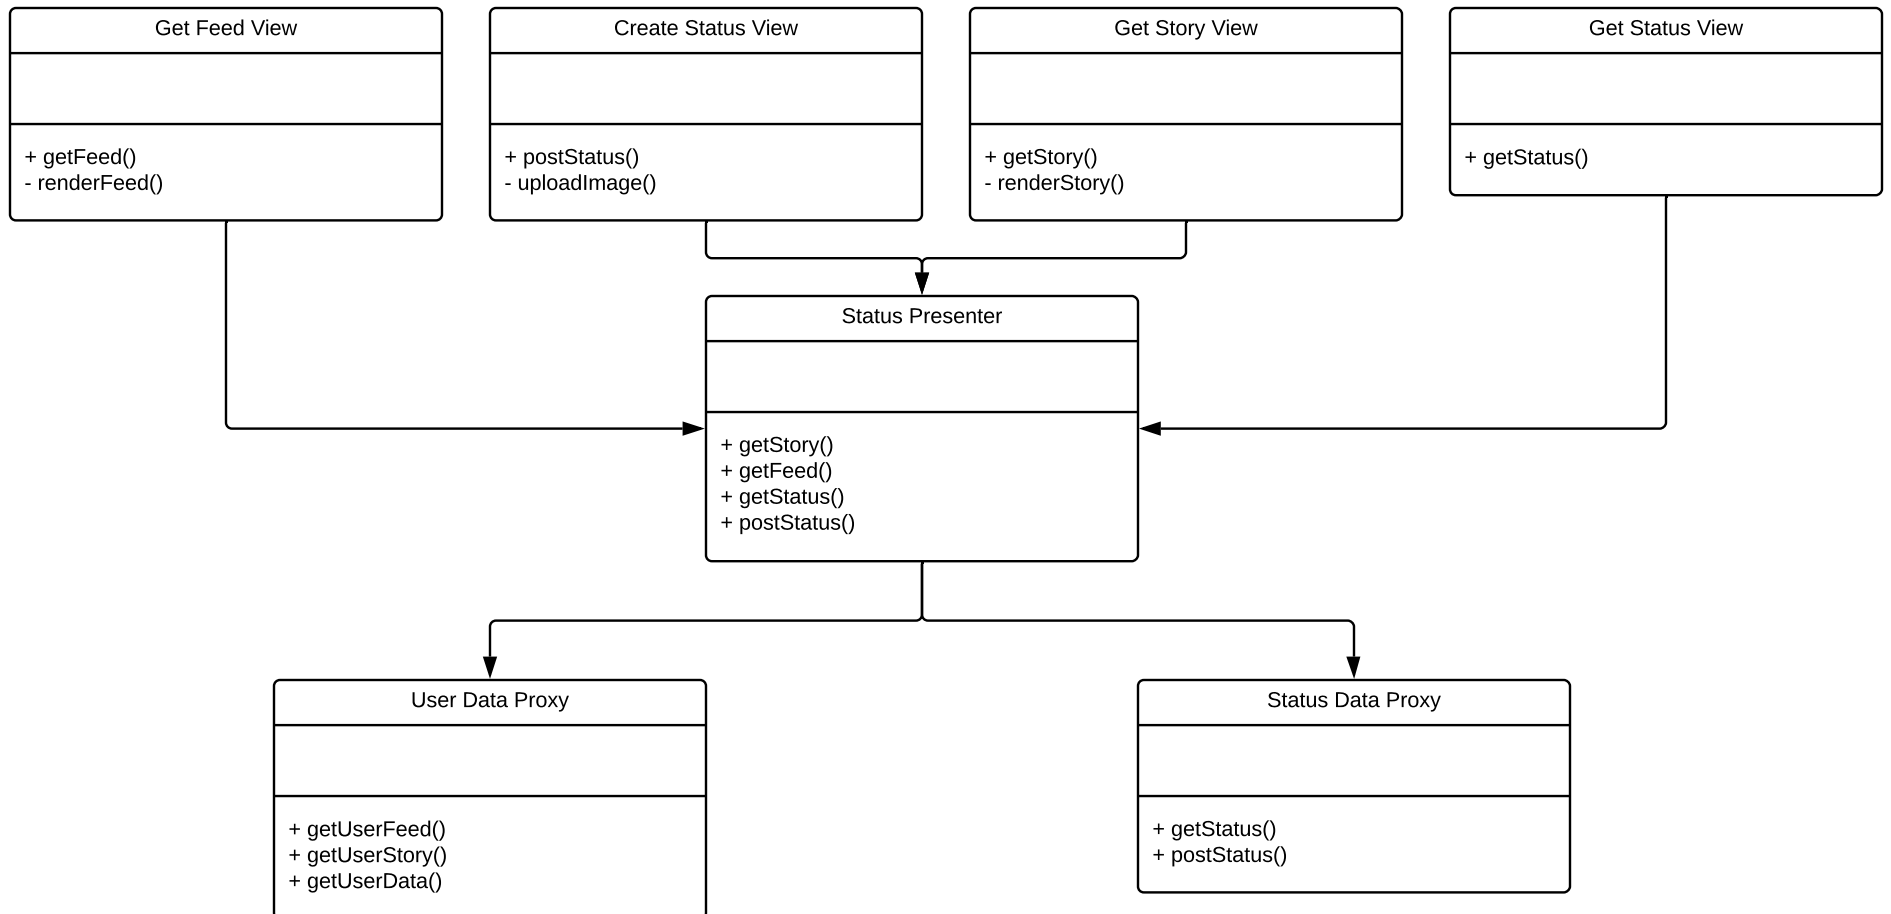 Get Feed View
+ getFeed()
- renderFeed()
Create Status View
+ postStatus()
- uploadImage()
Get Story View
+ getStory()
- renderStory()
Get Status View
+ getStatus()
Status Presenter
+ getStory()
+ getFeed()
+ getStatus()
+ postStatus()
User Data Proxy
+ getUserFeed()
+ getUserStory()
+ getUserData()
Status Data Proxy
+ getStatus()
+ postStatus()